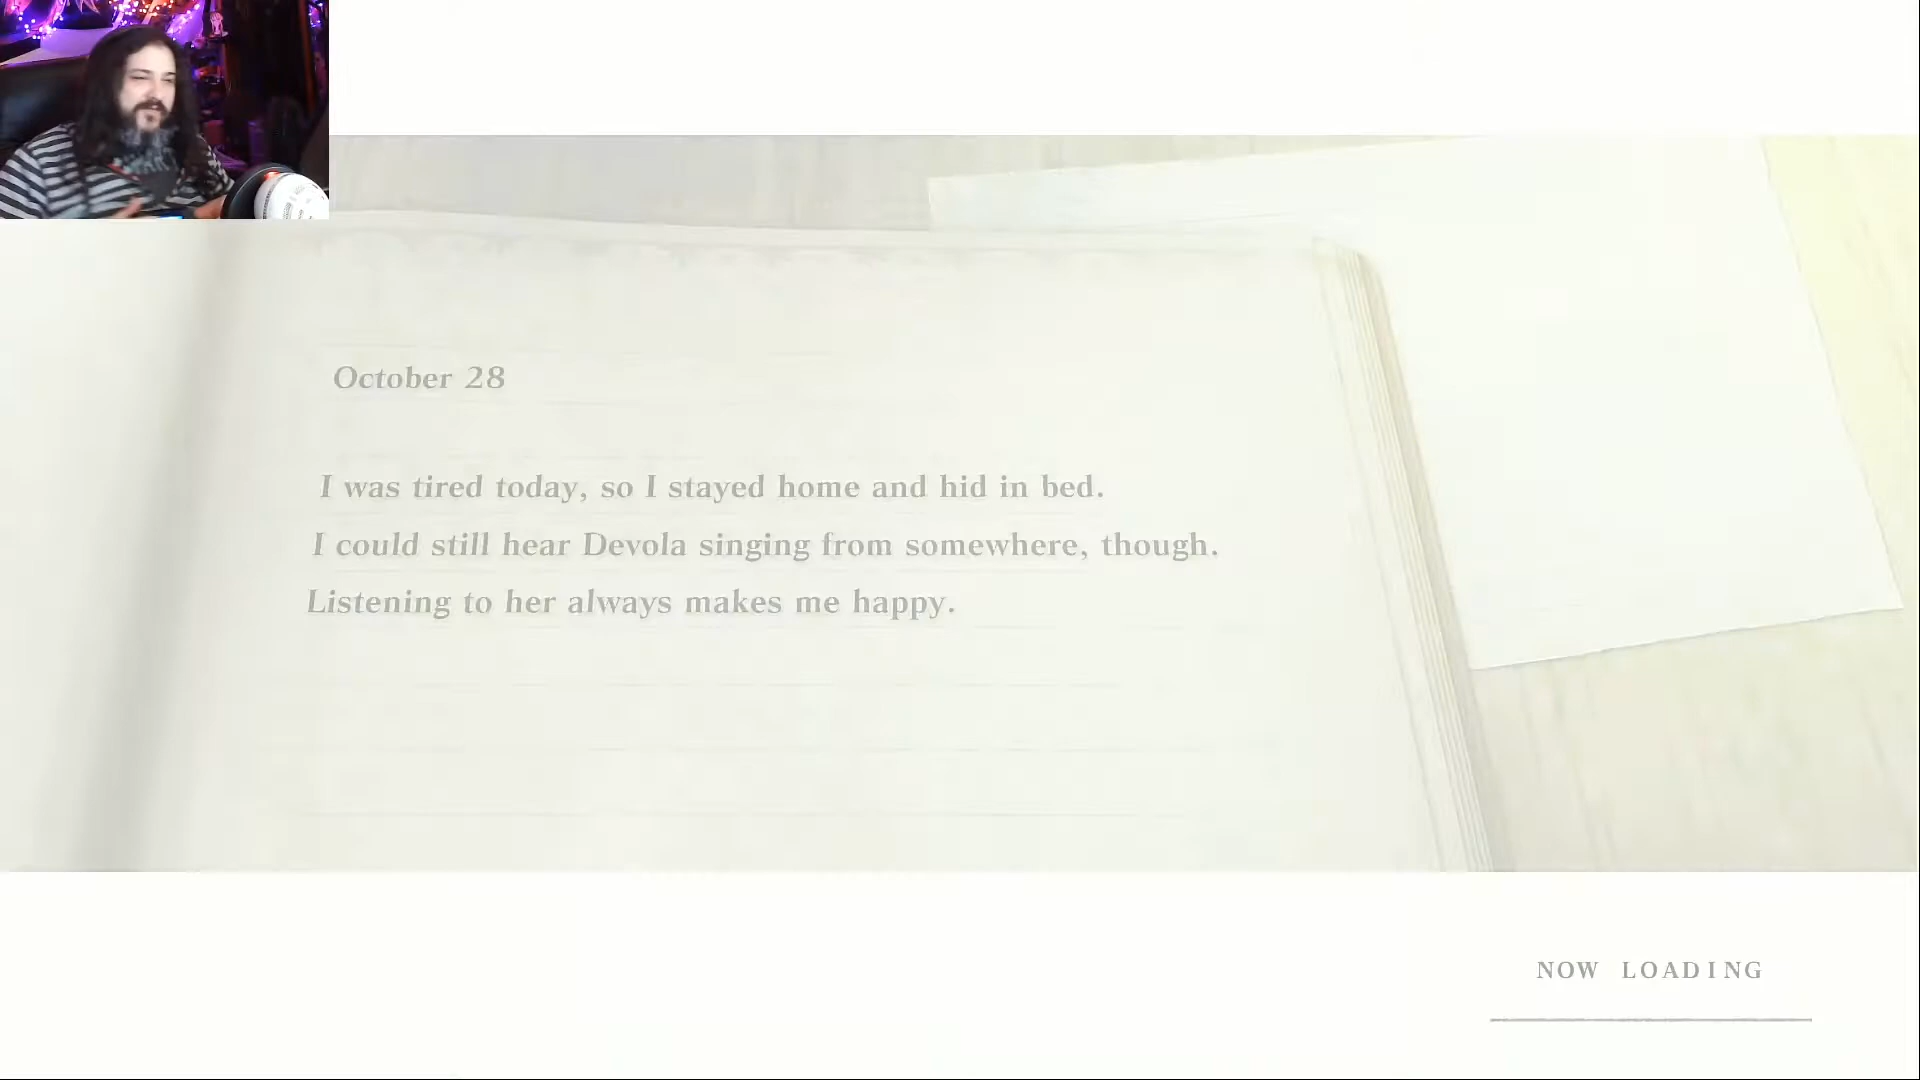 October 28
I was tired today, so I stayed home and hid in bed.
I could still hear Devola singing from somewhere, though.
Listening to her always makes me happy.
NOW LOADING